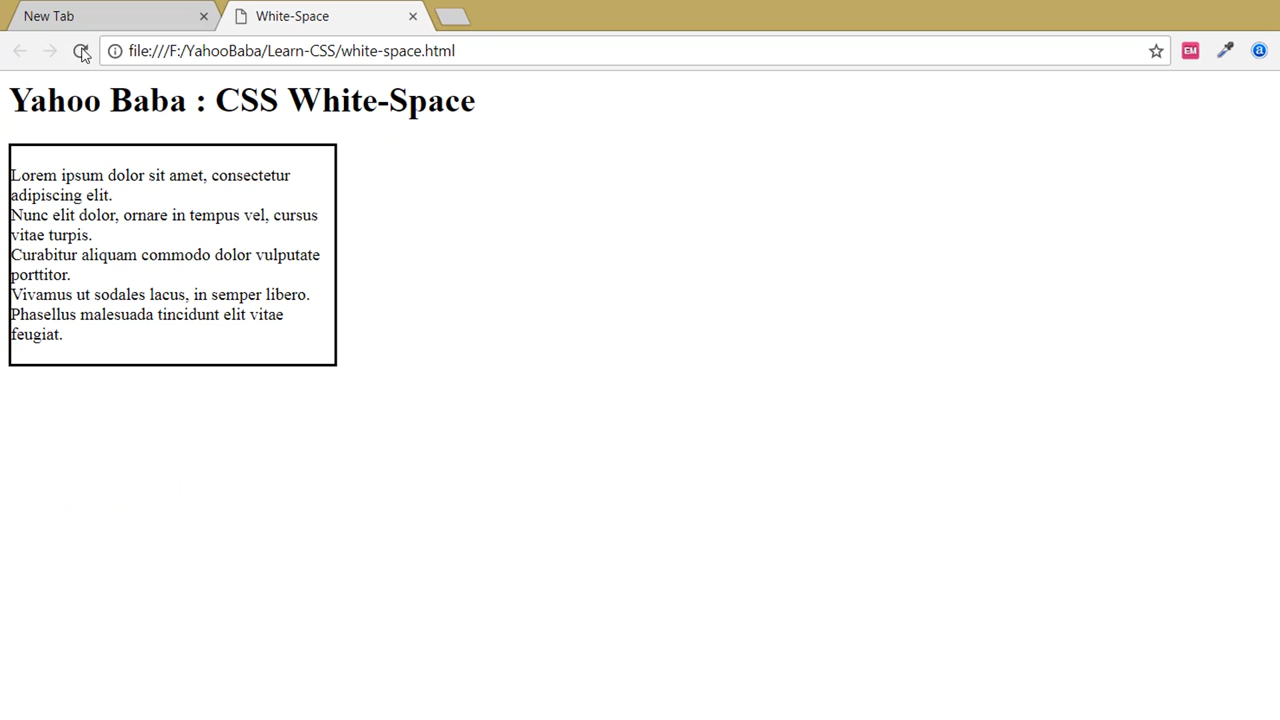 New Tab
White-Space
file:///F:/YahooBaba/Learn-CSS/white-space.html
EM
a
Yahoo Baba : CSS White-Space
Lorem ipsum dolor sit amet, consectetur
adipiscing elit.
Nunc elit dolor, ornare in tempus vel, cursus
vitae turpis.
Curabitur aliquam commodo dolor vulputate
porttitor.
Vivamus ut sodales lacus, in semper libero.
Phasellus malesuada tincidunt elit vitae
feugiat.